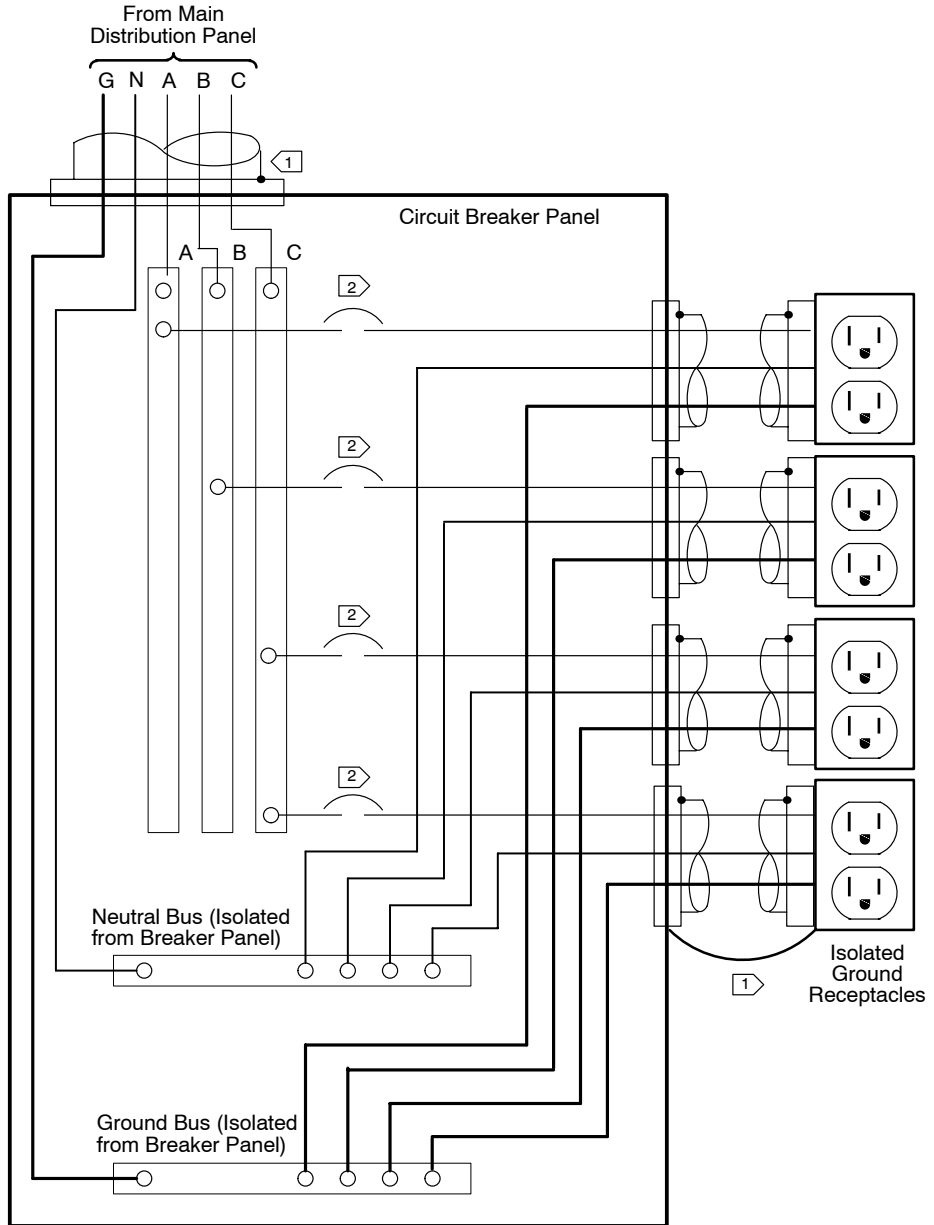 From Main
Distribution Panel
G N A B C
1
Circuit Breaker Panel
A B C
2
2
2
2
Neutral Bus (Isolated
from Breaker Panel)
Isolated
Ground
Receptacles
1
Ground Bus (Isolated
from Breaker Panel)